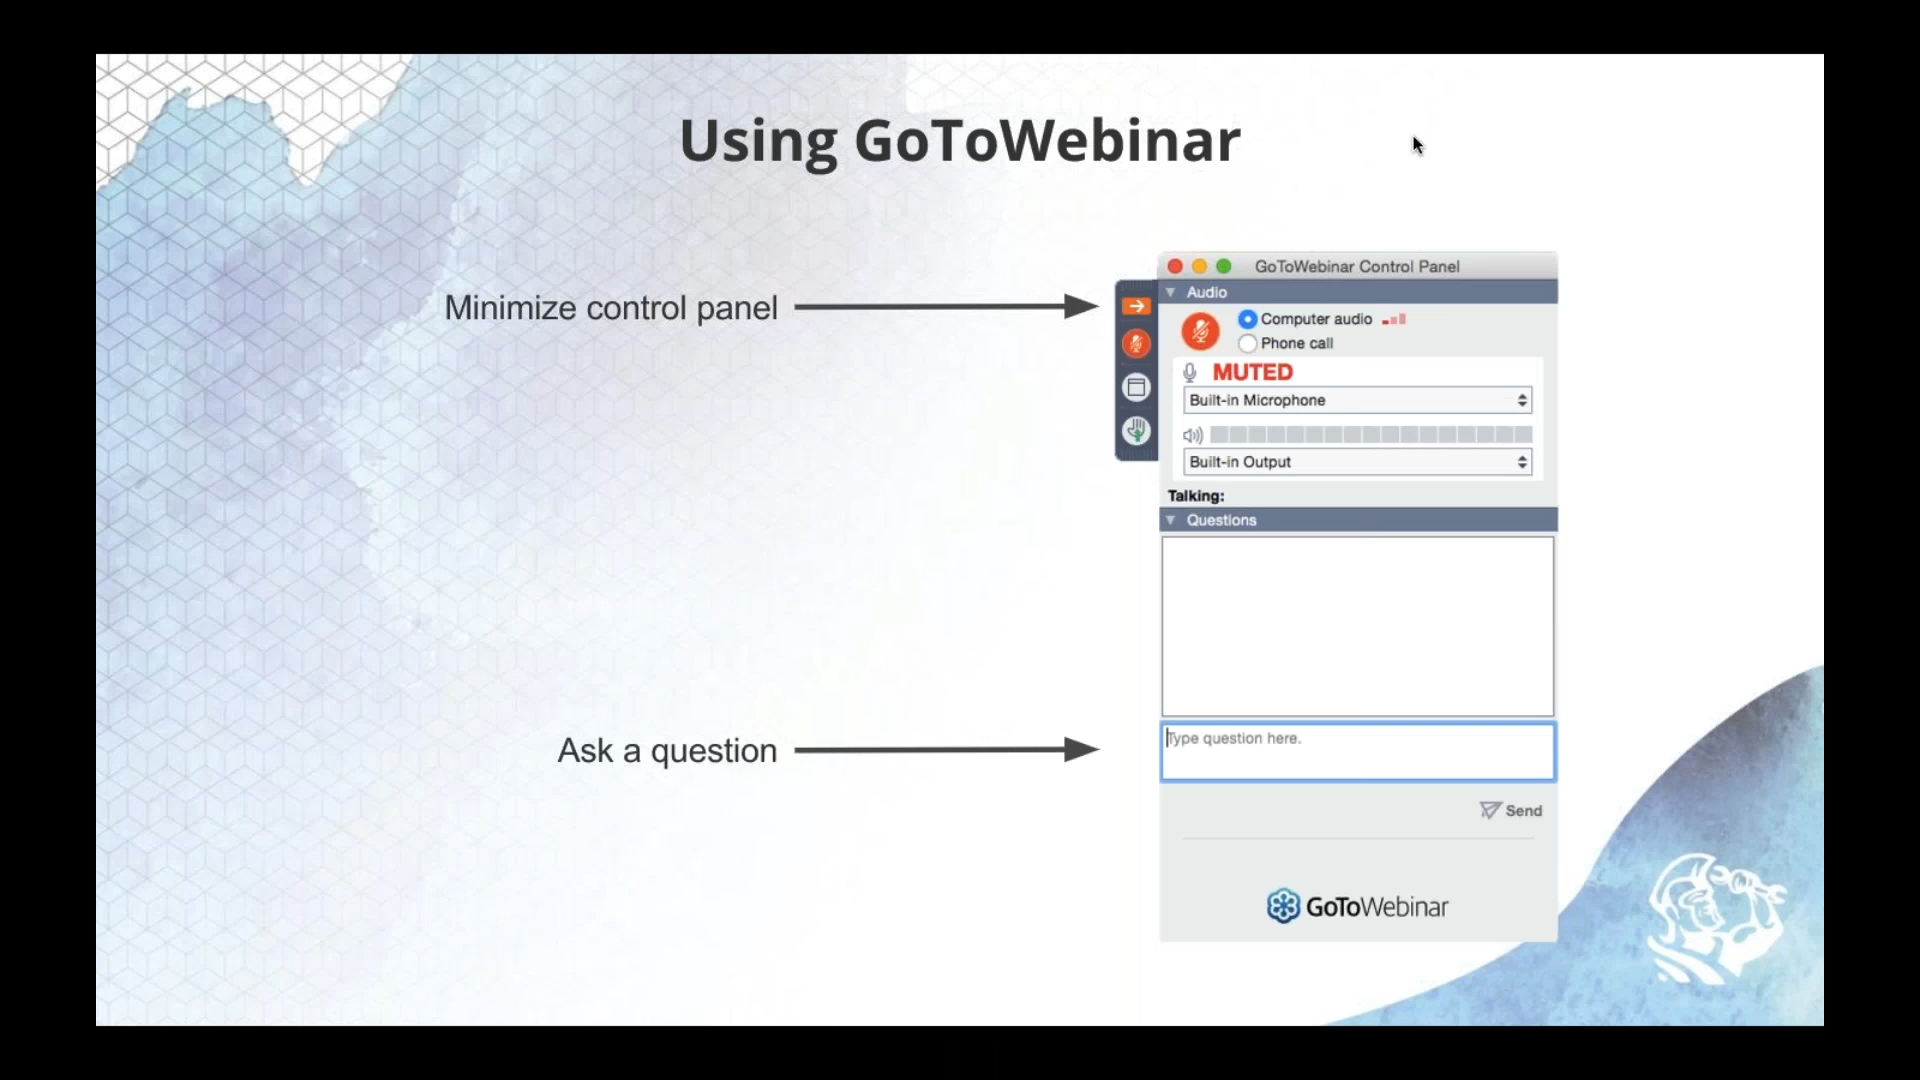 Using GoToWebinar
Minimize control panel
GoToWebinar Control Panel
Audio
Computer audio
Phone call
MUTED
Built-in Microphone
Built-in Output
Talking:
Questions
Ask a question
Type question here.
Send
GoToWebinar